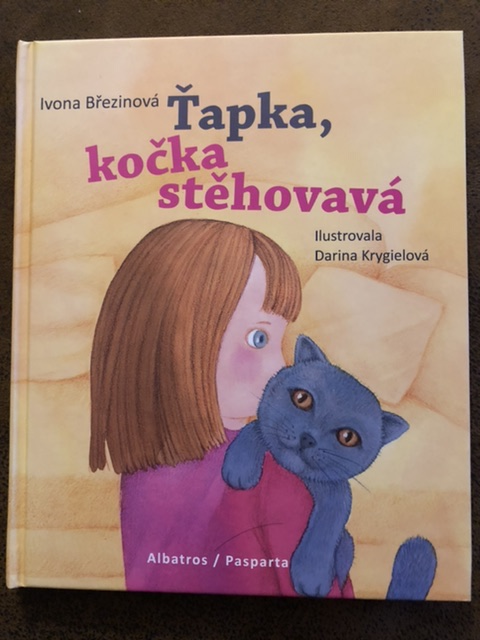 Ivona Březinová
Ťapka,
kočka
stěhovavá
Ilustrovala
Darina Krygielová
Albatros / Pasparta